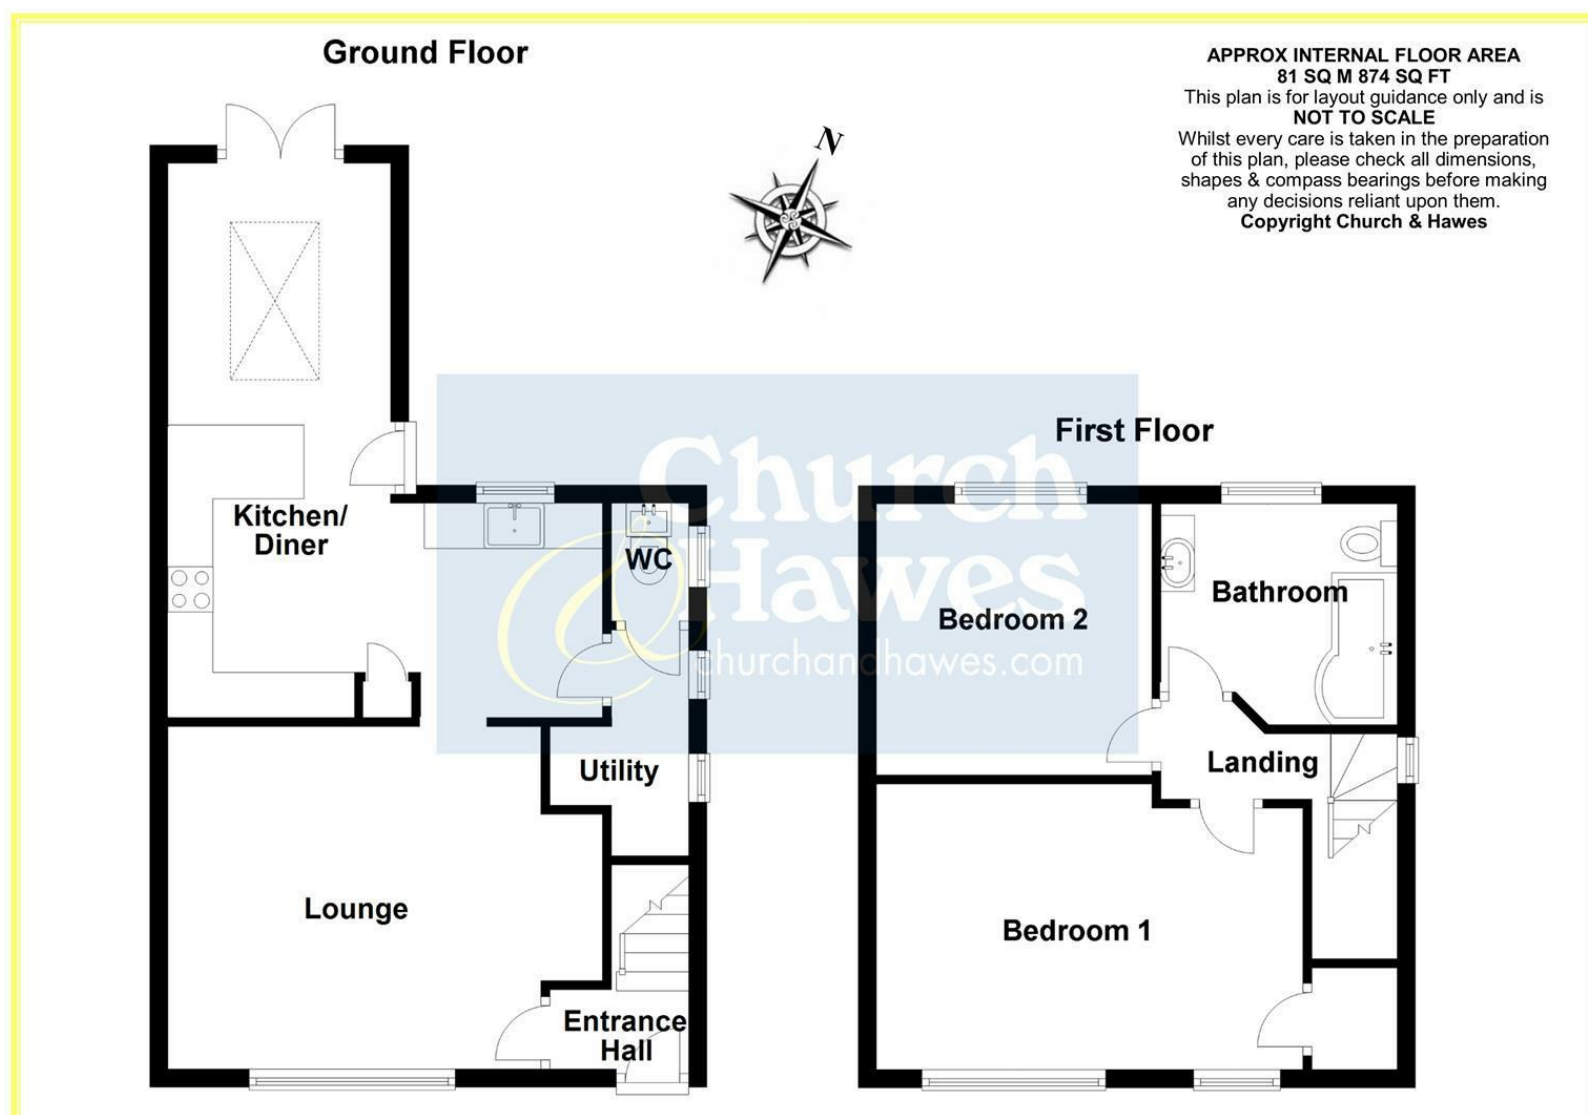 Ground Floor
APPROX INTERNAL FLOOR AREA
81 SQ M 874 SQ FT
This plan is for layout guidance only and is
NOT TO SCALE
Whilst every care is taken in the preparation
of this plan, please check all dimensions,
shapes & compass bearings before making
any decisions reliant upon them.
Copyright Church & Hawes
N
First Floor
Church
& Hawes
churchandhawes.com
Kitchen/
Diner
WC
Utility
Lounge
Entrance
Hall
Bedroom 2
Bathroom
Landing
Bedroom 1